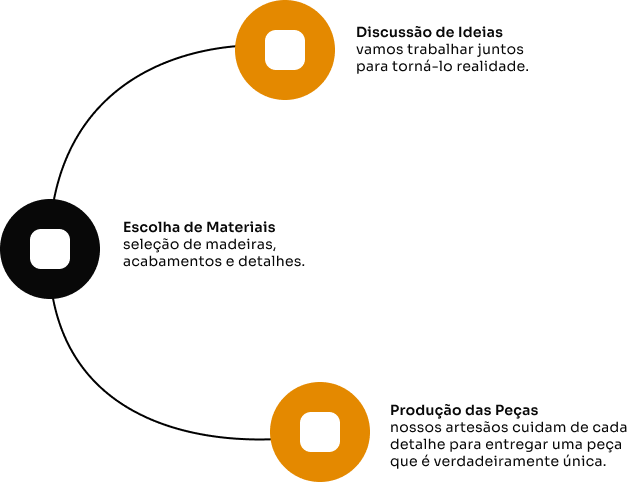 Discussão de Ideias
vamos trabalhar juntos
para torná-lo realidade.
Escolha de Materiais
seleção de madeiras,
acabamentos e detalhes.
Produção das Peças
nossos artesãos cuidam de cada
detalhe para entregar uma peça
que é verdadeiramente única.